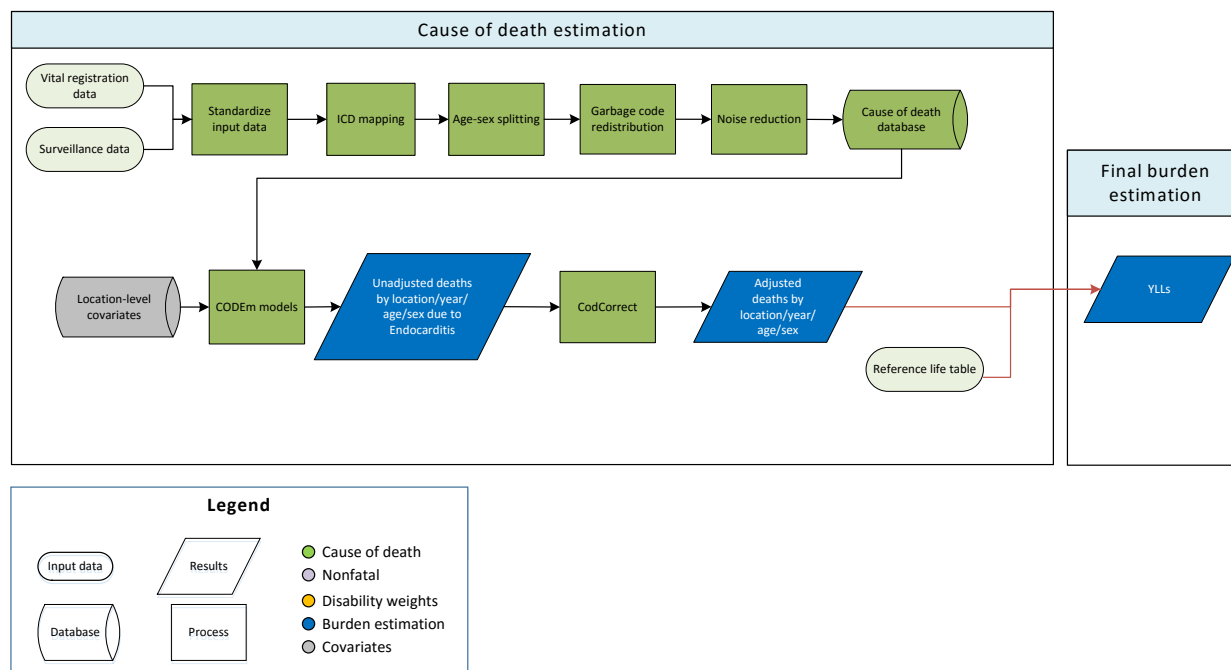 Cause of death estimation
Vital registration
data
Surveillance data
Standardize
input data
ICD mapping
Age-sex splitting
Garbage code
redistribution
Noise reduction
Cause of death
database
Final burden
estimation
Location-level
covariates
CODEm models
Unadjusted deaths
by location/year/
age/sex due to
Endocarditis
CodCorrect
Adjusted
deaths by
location/year/
age/sex
YLLs
Reference life table
Legend
Input data
Results
Database
Process
Cause of death
Nonfatal
Disability weights
Burden estimation
Covariates